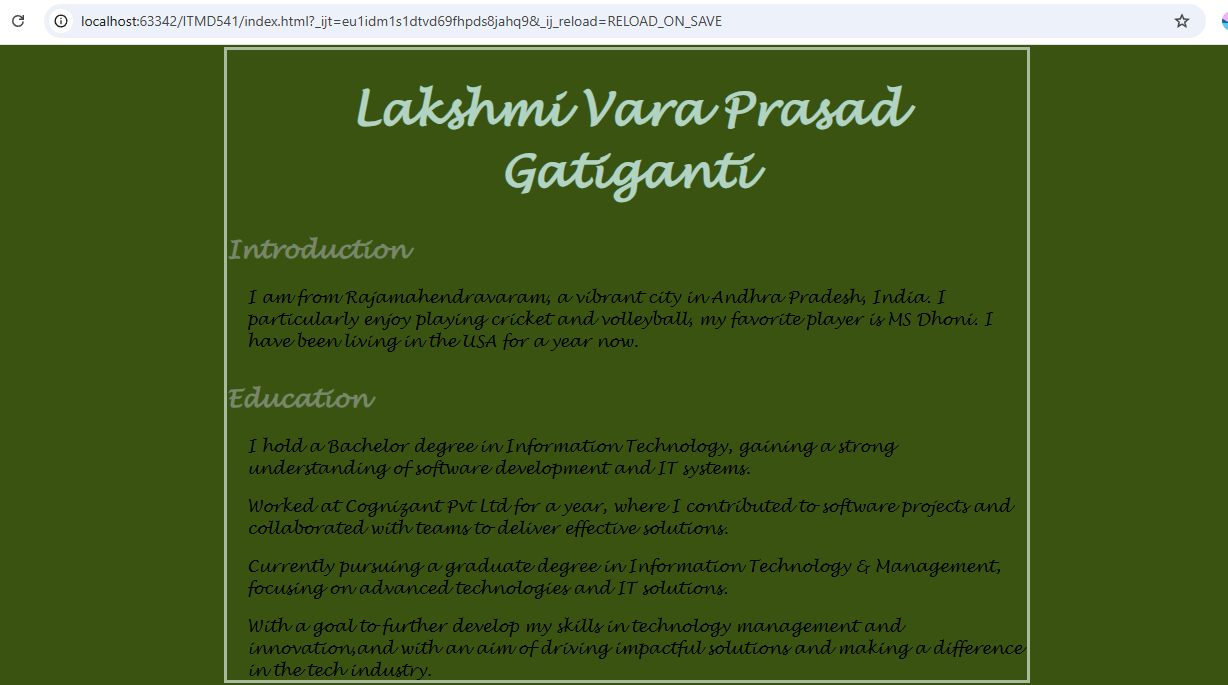 localhost:63342/ITMD541/index.html?_ijt=eu1idm1s1dtvd69fhpds8jahq9&_ij_reload=RELOAD_ON_SAVE
Lakshmi Vara Prasad
Gatiganti
Introduction
I am from Rajamahendravaram, a vibrant city in Andhra Pradesh, India. I
particularly enjoy playing cricket and volleyball, my favorite player is MS Dhoni. I
have been living in the USA for a year now.
Education
I hold a Bachelor degree in Information Technology, gaining a strong
understanding of software development and IT systems.
Worked at Cognizant Pvt Ltd for a year, where I contributed to software projects and
collaborated with teams to deliver effective solutions.
Currently pursuing a graduate degree in Information Technology & Management,
focusing on advanced technologies and IT solutions.
With a goal to further develop my skills in technology management and
innovation,and with an aim of driving impactful solutions and making a difference
in the tech industry.